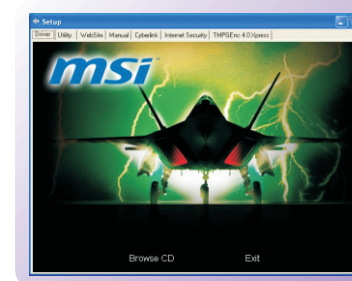 Setup
Driver Utility WebSite Manual Cyberlink Internet Security TMPGEnc 4.0 Xpress
msi
Browse CD Exit